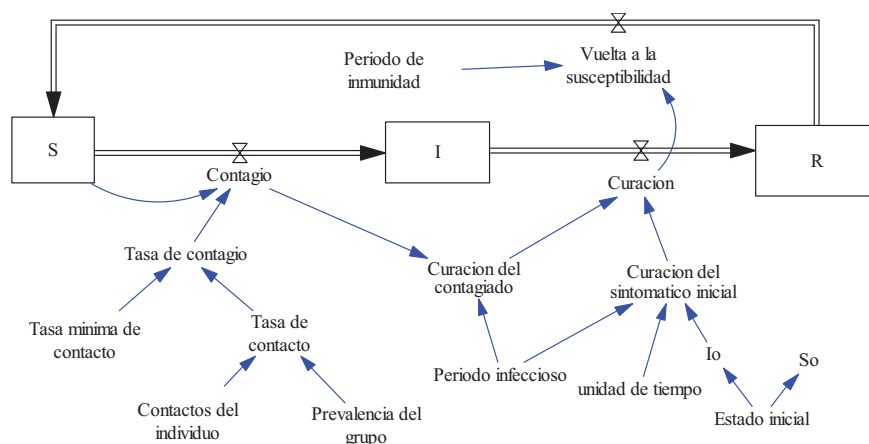 Periodo de
inmunidad
Vuelta a la
susceptibilidad
S
I
R
Contagio
Curacion
Tasa de contagio
Curacion del
contagiado
Curacion del
sintomatico inicial
Tasa minima de
contacto
Tasa de
contacto
Periodo infeccioso
unidad de tiempo
Io
So
Contactos del
individuo
Prevalencia del
grupo
Estado inicial